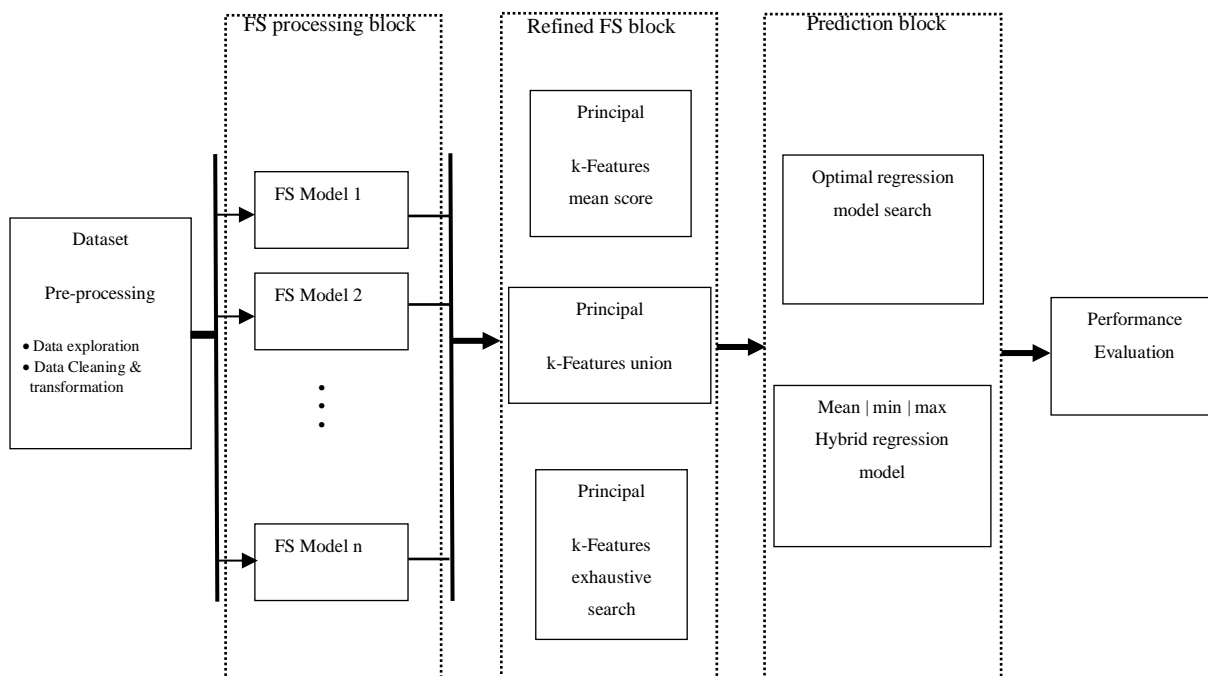 FS processing block
Refined FS block
Prediction block
Dataset
Pre-processing
• Data exploration
• Data Cleaning &
transformation
FS Model 1
FS Model 2
FS Model n
Principal
k-Features
mean score
Principal
k-Features union
Principal
k-Features
exhaustive
search
Optimal regression
model search
Mean | min | max
Hybrid regression
model
Performance
Evaluation